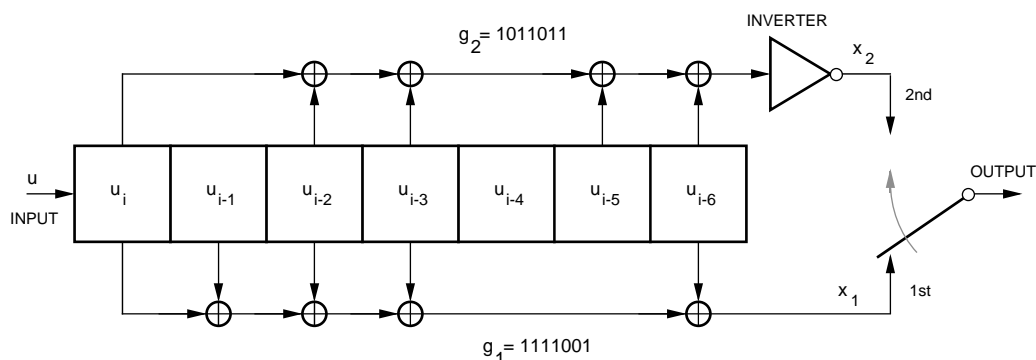 INVERTER
g2= 1011011
x2
2nd
u
INPUT
ui
ui-1
ui-2
ui-3
ui-4
ui-5
ui-6
OUTPUT
x1
1st
g1= 1111001